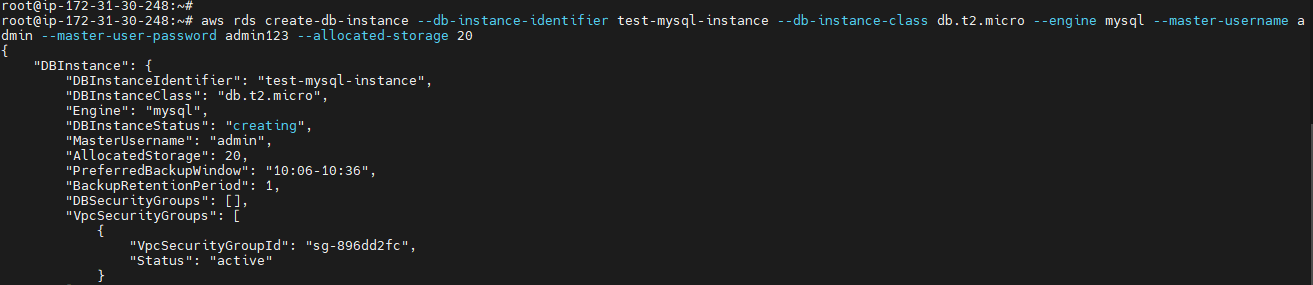 root@ip-172-31-30-248:~#
root@ip-172-31-30-248:~# aws rds create-db-instance --db-instance-identifier test-mysql-instance --db-instance-class db.t2.micro --engine mysql --master-username a
dmin --master-user-password admin123 --allocated-storage 20
{
    "DBInstance": {
        "DBInstanceIdentifier": "test-mysql-instance",
        "DBInstanceClass": "db.t2.micro",
        "Engine": "mysql",
        "DBInstanceStatus": "creating",
        "MasterUsername": "admin",
        "AllocatedStorage": 20,
        "PreferredBackupWindow": "10:06-10:36",
        "BackupRetentionPeriod": 1,
        "DBSecurityGroups": [],
        "VpcSecurityGroups": [
            {
                "VpcSecurityGroupId": "sg-896dd2fc",
                "Status": "active"
            }